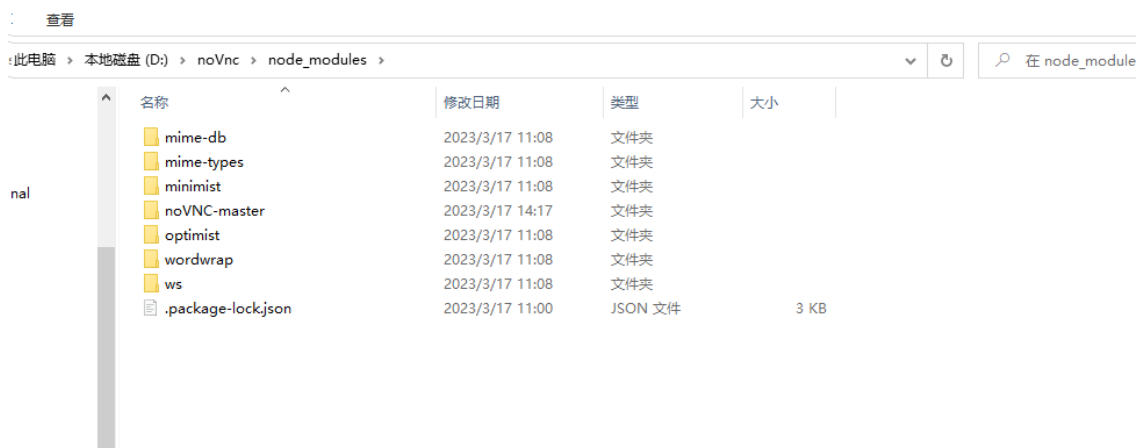 查看
此电脑 › 本地磁盘 (D:) › noVnc › node_modules ›
在 node_module
名称 修改日期 类型 大小
mime-db 2023/3/17 11:08 文件夹
mime-types 2023/3/17 11:08 文件夹
minimist 2023/3/17 11:08 文件夹
nal
noVNC-master 2023/3/17 14:17 文件夹
optimist 2023/3/17 11:08 文件夹
wordwrap 2023/3/17 11:08 文件夹
ws 2023/3/17 11:08 文件夹
.package-lock.json 2023/3/17 11:00 JSON 文件 3 KB